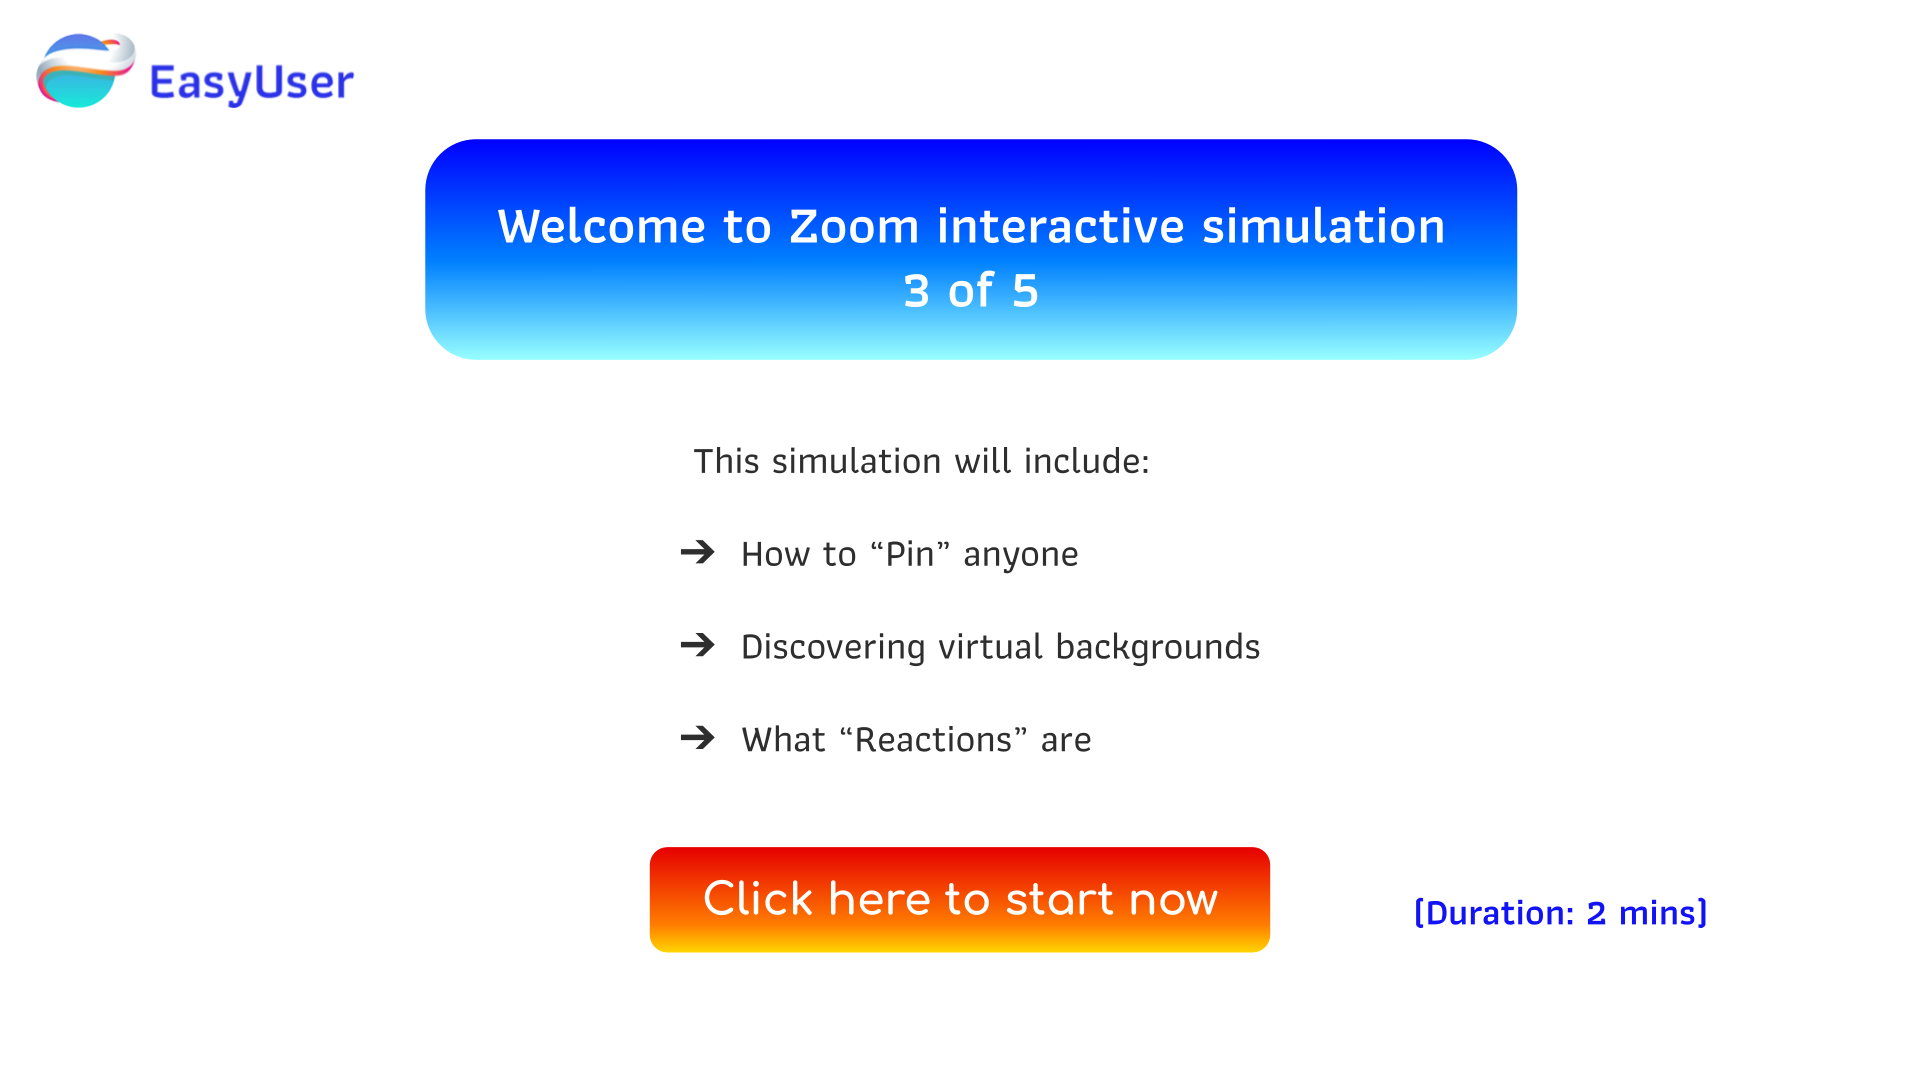 EasyUser
Welcome to Zoom interactive simulation
3 of 5
This simulation will include:
➔ How to “Pin” anyone
➔ Discovering virtual backgrounds
➔ What “Reactions” are
Click here to start now
(Duration: 2 mins)